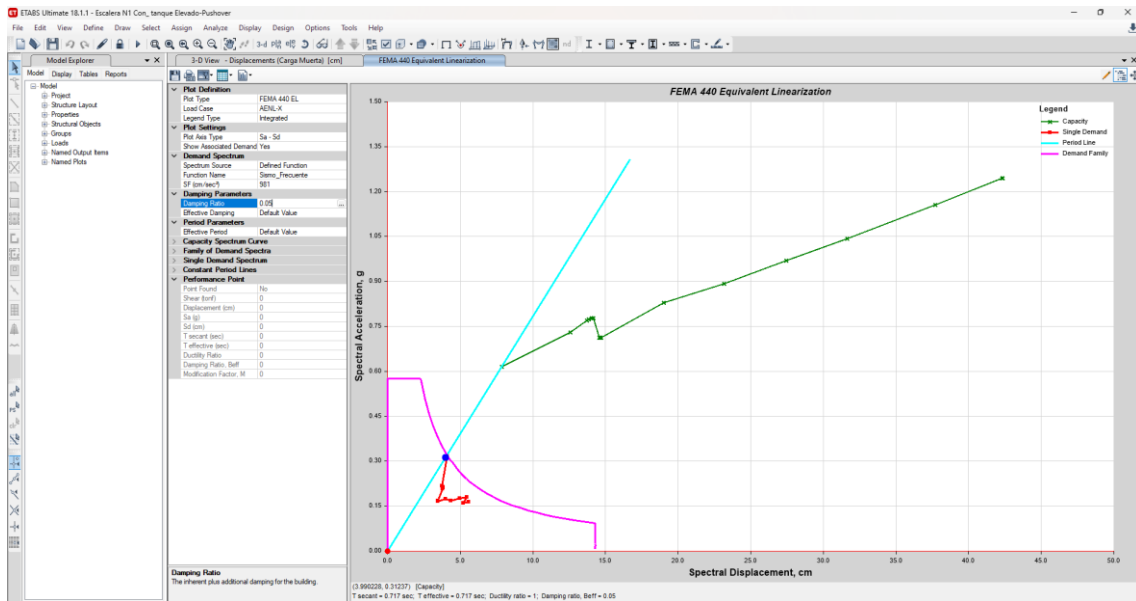 ETABS Ultimate 18.1.1 - Escalera N1 Con_ tanque Elevado-Pushover
File Edit View Define Draw Select Assign Analyze Display Design Options Tools Help
Model Explorer
3-D View - Displacements (Carga Muerta) [cm]
FEMA 440 Equivalent Linearization
Model Display Tables Reports
Model
Project
Structure Layout
Properties
Structural Objects
Groups
Loads
Named Output Items
Named Plots
Plot Definition
Plot Type FEMA 440 EL
Load Case AENL-X
Legend Type Integrated
Plot Settings
Plot Axis Type Sa - Sd
Show Associated Demand Yes
Demand Spectrum
Spectrum Source Defined Function
Function Name Sismo_Frecuente
SF (cm/sec²) 981
Damping Parameters
Damping Ratio 0.05 ...
Effective Damping Default Value
Period Parameters
Effective Period Default Value
Capacity Spectrum Curve
Family of Demand Spectra
Single Demand Spectrum
Constant Period Lines
Performance Point
Point Found No
Shear (tonf) 0
Displacement (cm) 0
Sa (g) 0
Sd (cm) 0
T secant (sec) 0
T effective (sec) 0
Ductility Ratio 0
Damping Ratio, Beff 0
Modification Factor, M 0
Damping Ratio
The inherent plus additional damping for the building.
FEMA 440 Equivalent Linearization
Legend
Capacity
Single Demand
Period Line
Demand Family
Spectral Acceleration, g
1.50
1.35
1.20
1.05
0.90
0.75
0.60
0.45
0.30
0.15
0.00
0.0 5.0 10.0 15.0 20.0 25.0 30.0 35.0 40.0 45.0 50.0
Spectral Displacement, cm
(3.990228, 0.31237) [Capacity]
T secant = 0.717 sec; T effective = 0.717 sec; Ductility ratio = 1; Damping ratio, Beff = 0.05